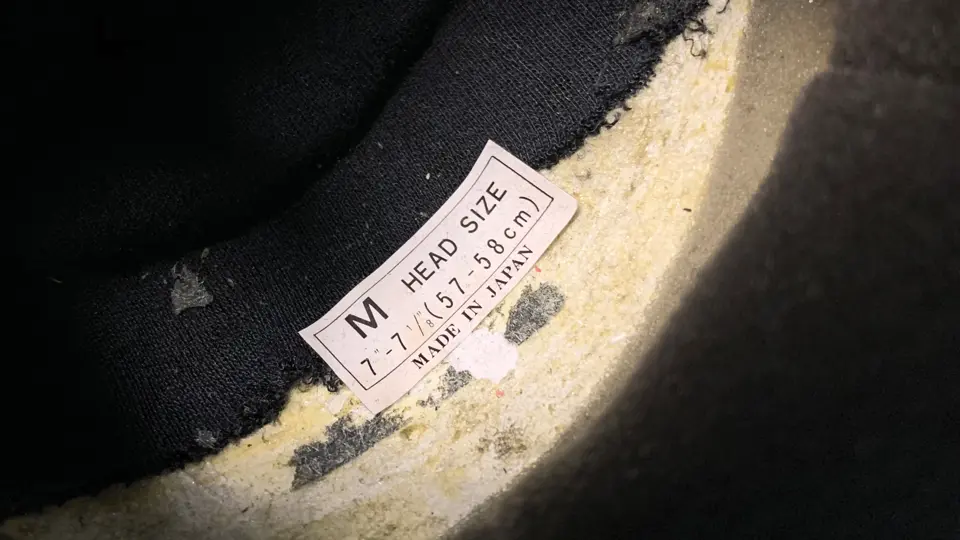 M HEAD SIZE
7"-7 1/8"(57-58cm)
MADE IN JAPAN